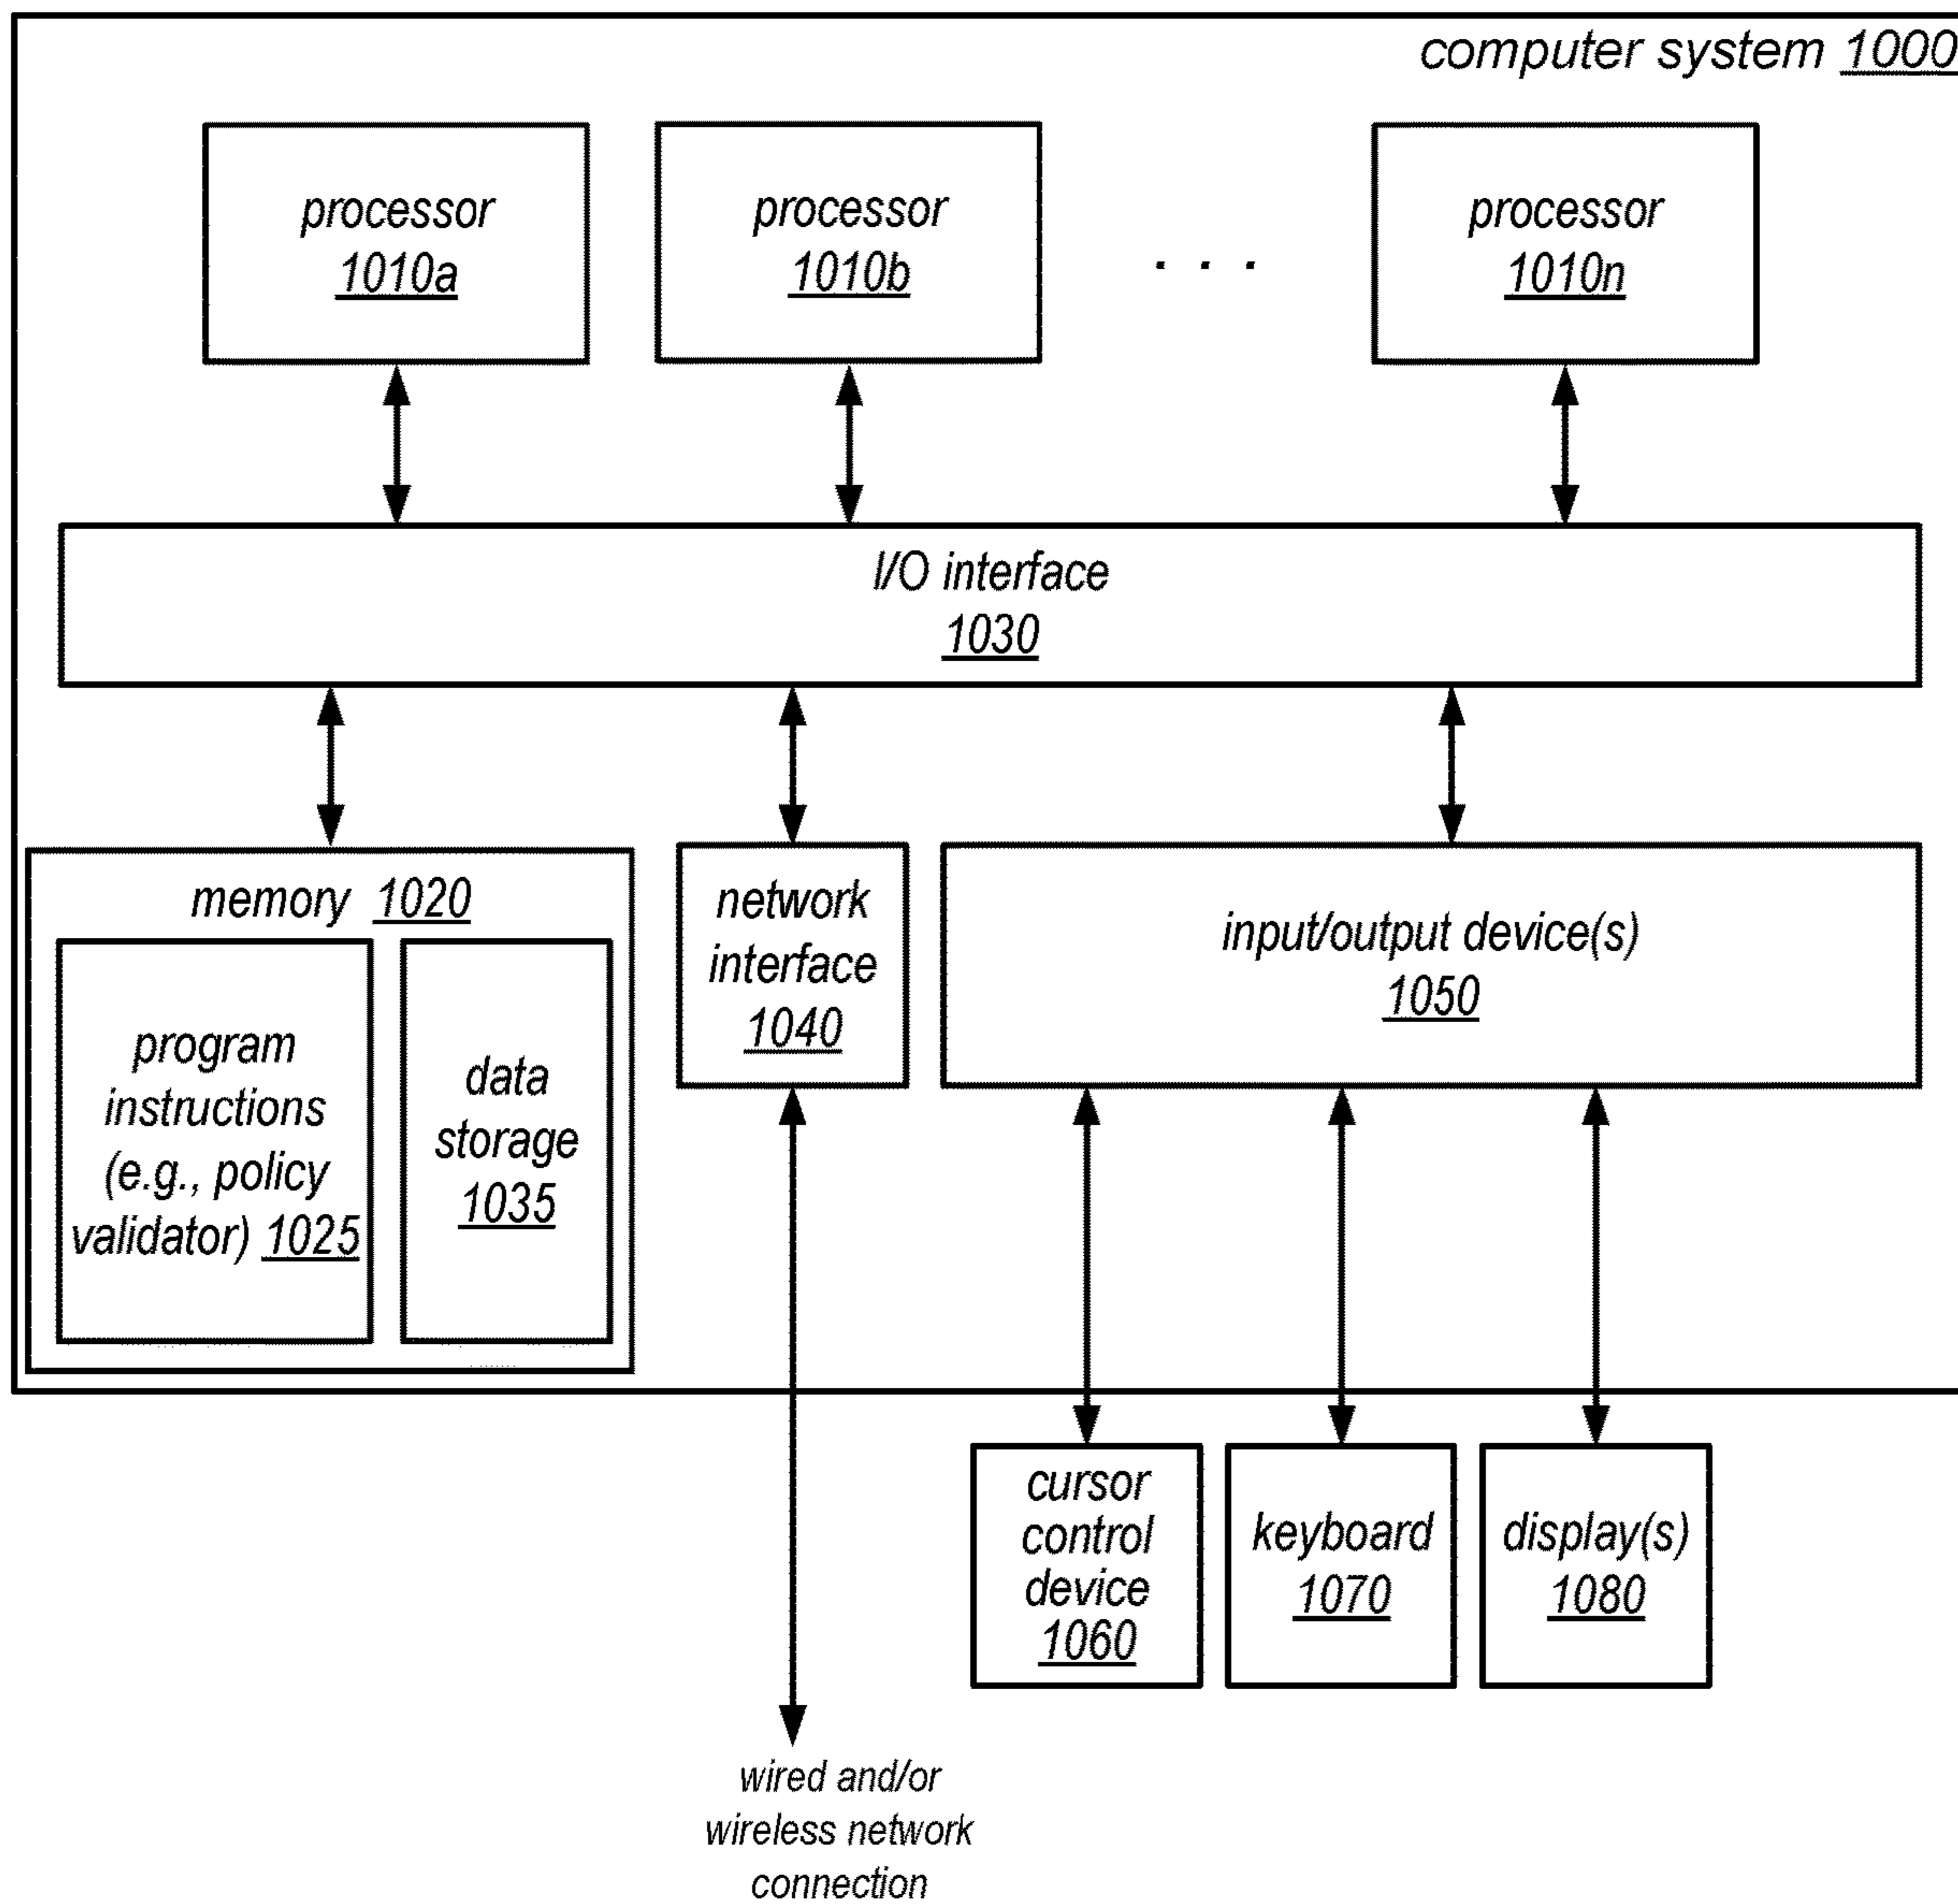 computer system 1000
processor
1010a
processor
1010b
. . .
processor
1010n
I/O interface
1030
memory 1020
program
instructions
(e.g., policy
validator) 1025
data
storage
1035
network
interface
1040
input/output device(s)
1050
cursor
control
device
1060
keyboard
1070
display(s)
1080
wired and/or
wireless network
connection